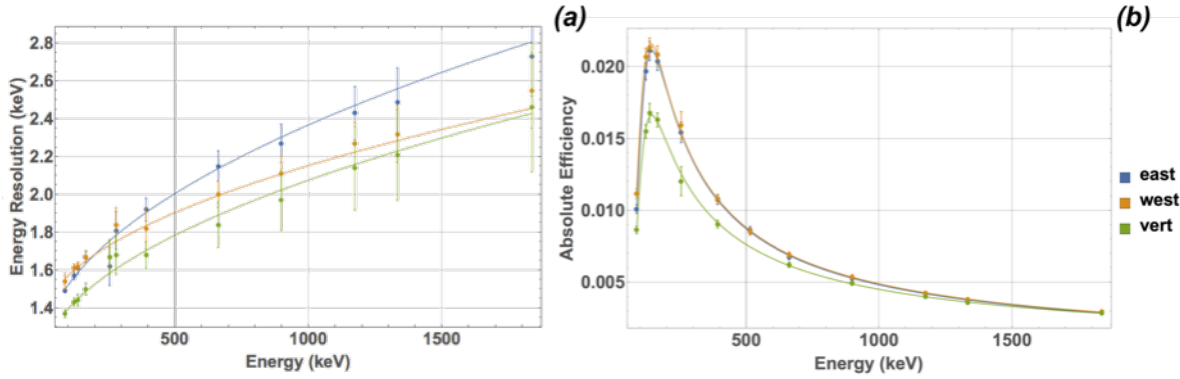 (a)
2.8
2.6
2.4
2.2
2.0
1.8
1.6
1.4
Energy Resolution (keV)
500
1000
1500
Energy (keV)
(b)
0.020
0.015
0.010
0.005
Absolute Efficiency
500
1000
1500
Energy (keV)
east
west
vert